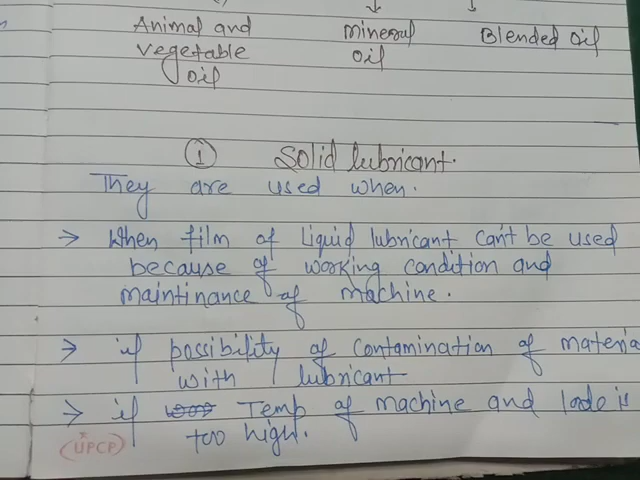 Animal and mineral Blended oil
vegetable oil
oil
① Solid lubricant.
They are used when.
→ When film of liquid lubricant can't be used
because of working condition and
maintinance of machine.
→ if possibility of contamination of materia
with lubricant
→ if Temp of machine and lode is
too high.
(UPCP)